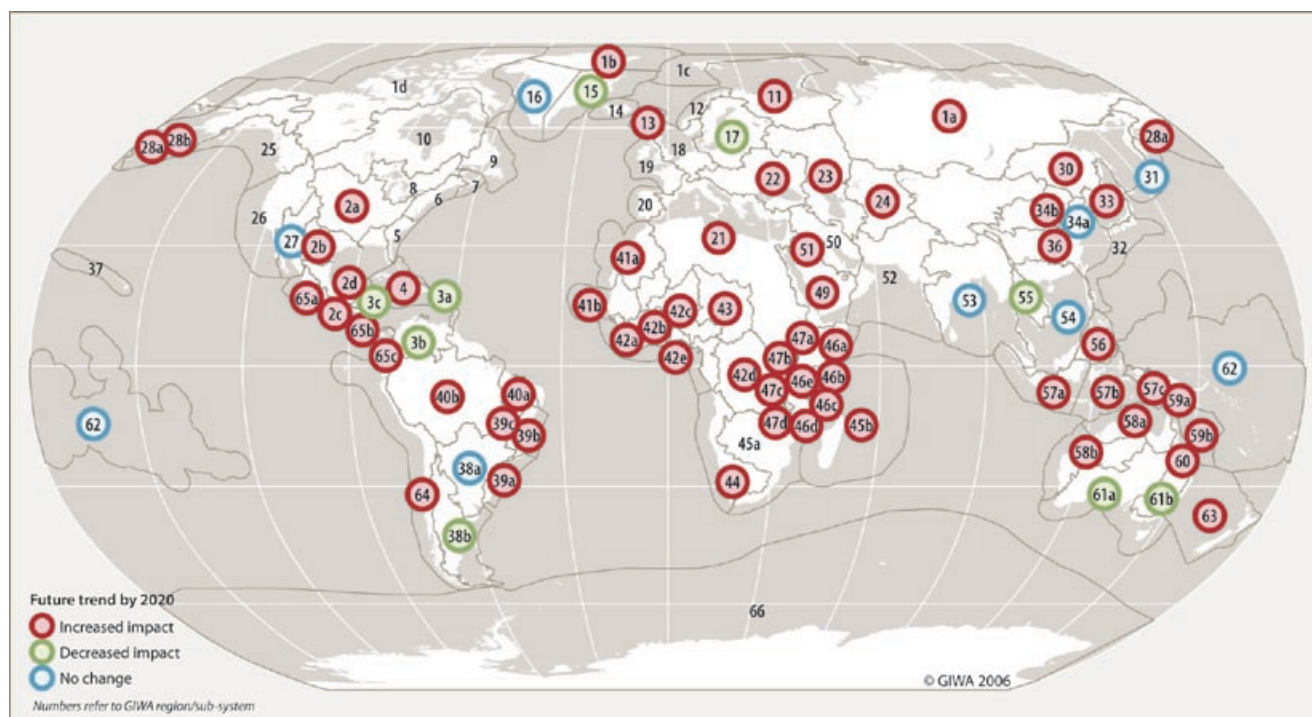 1b
1c
1d
16
15
14
12
11
1a
13
17
10
28a
28b
25
9
18
19
28a
30
31
8
7
6
22
23
24
2a
20
34b
33
34a
26
27
2b
5
21
51
50
36
32
41a
37
2d
4
3a
3c
65a
2c
41b
42c
43
49
52
53
55
54
65b
3b
65c
42a
42b
42e
47a
46a
47b
56
62
42d
46e
46b
47c
57a
57b
57c
59a
40b
40a
46c
62
39c
39b
47d
46d
45b
58a
59b
45a
58b
60
38a
39a
64
44
61a
61b
63
38b
Future trend by 2020
Increased impact
Decreased impact
No change
66
© GIWA 2006
Numbers refer to GIWA region/sub-system